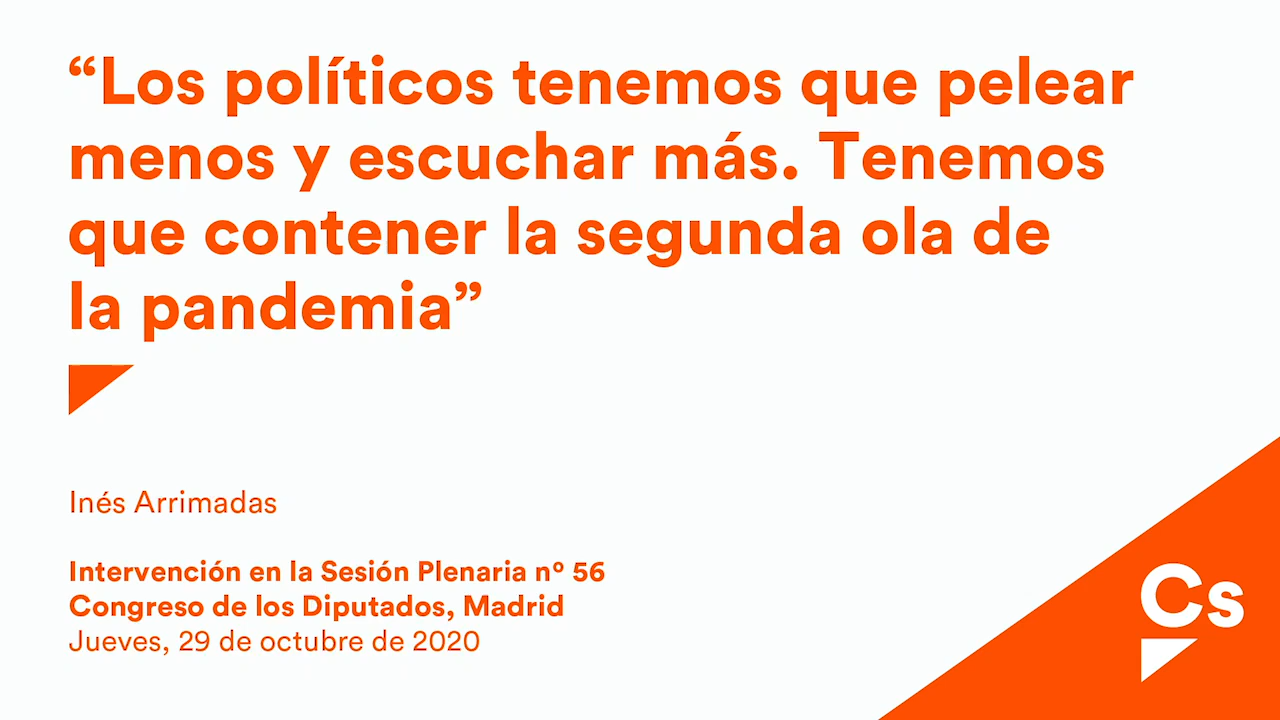 “Los políticos tenemos que pelear
menos y escuchar más. Tenemos
que contener la segunda ola de
la pandemia”
Inés Arrimadas
Intervención en la Sesión Plenaria nº 56
Congreso de los Diputados, Madrid
Jueves, 29 de octubre de 2020
Cs